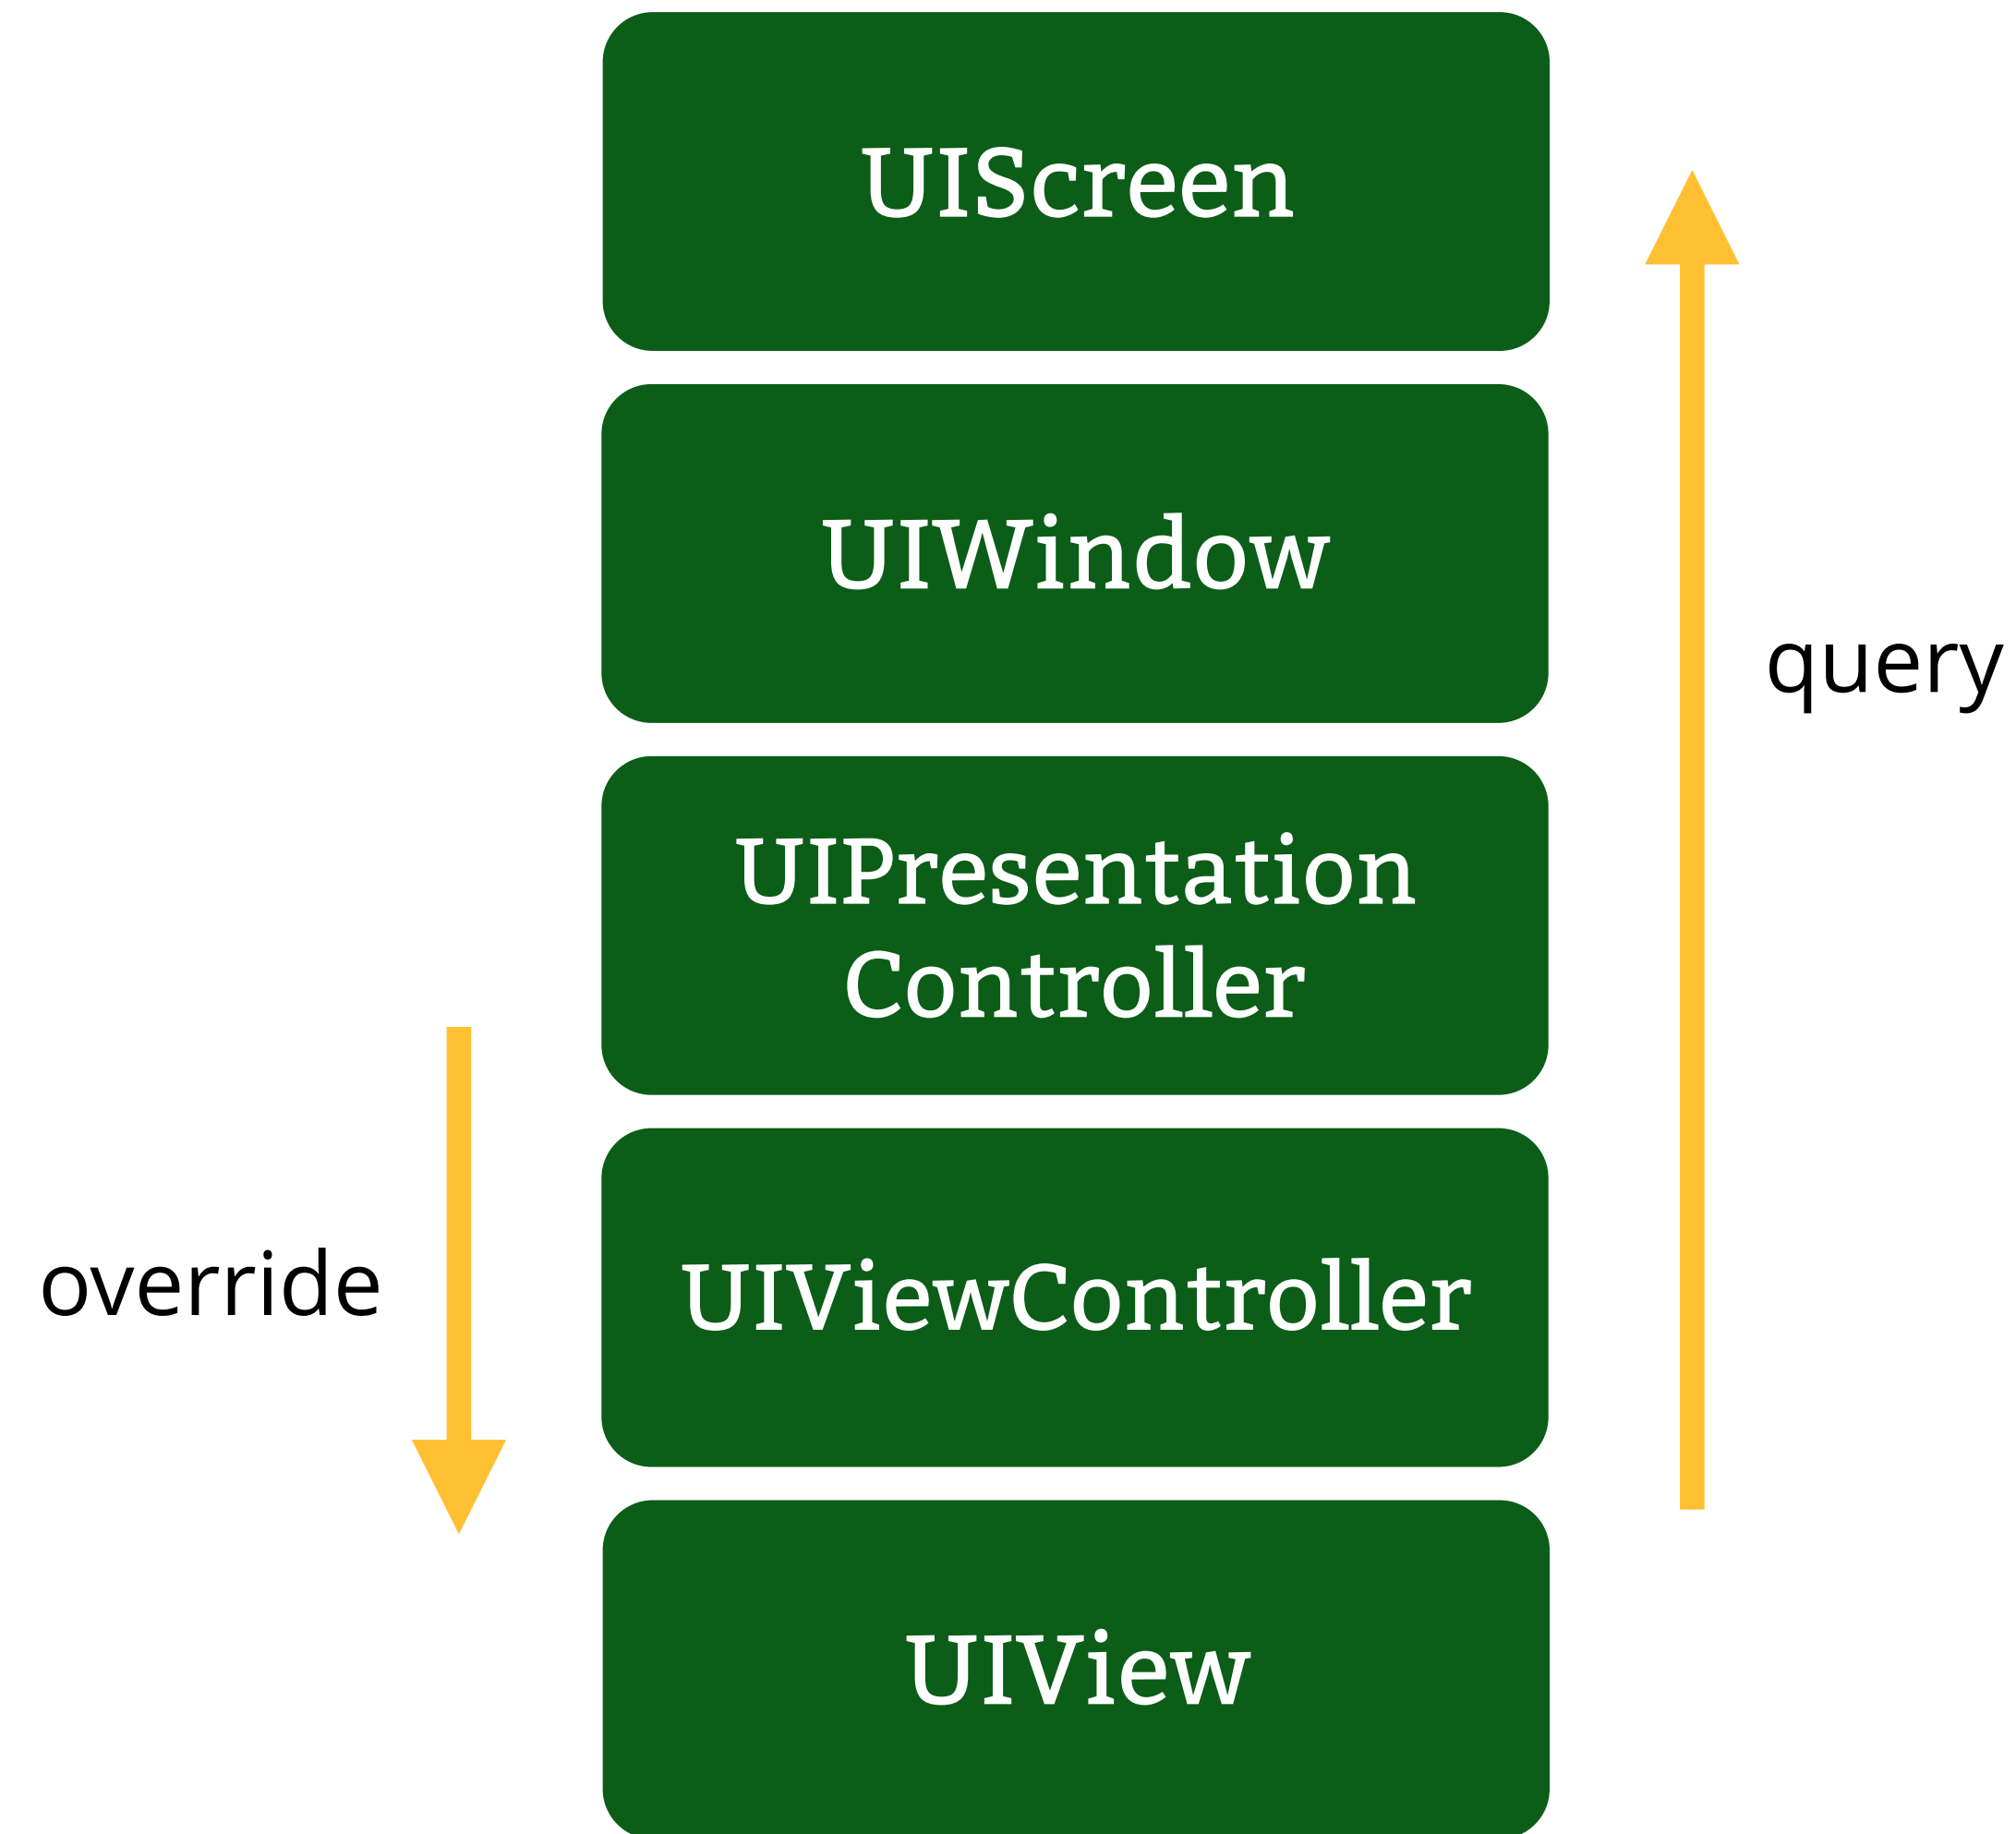 UIScreen
UIWindow
query
UIPresentation
Controller
override
UIViewController
UIView